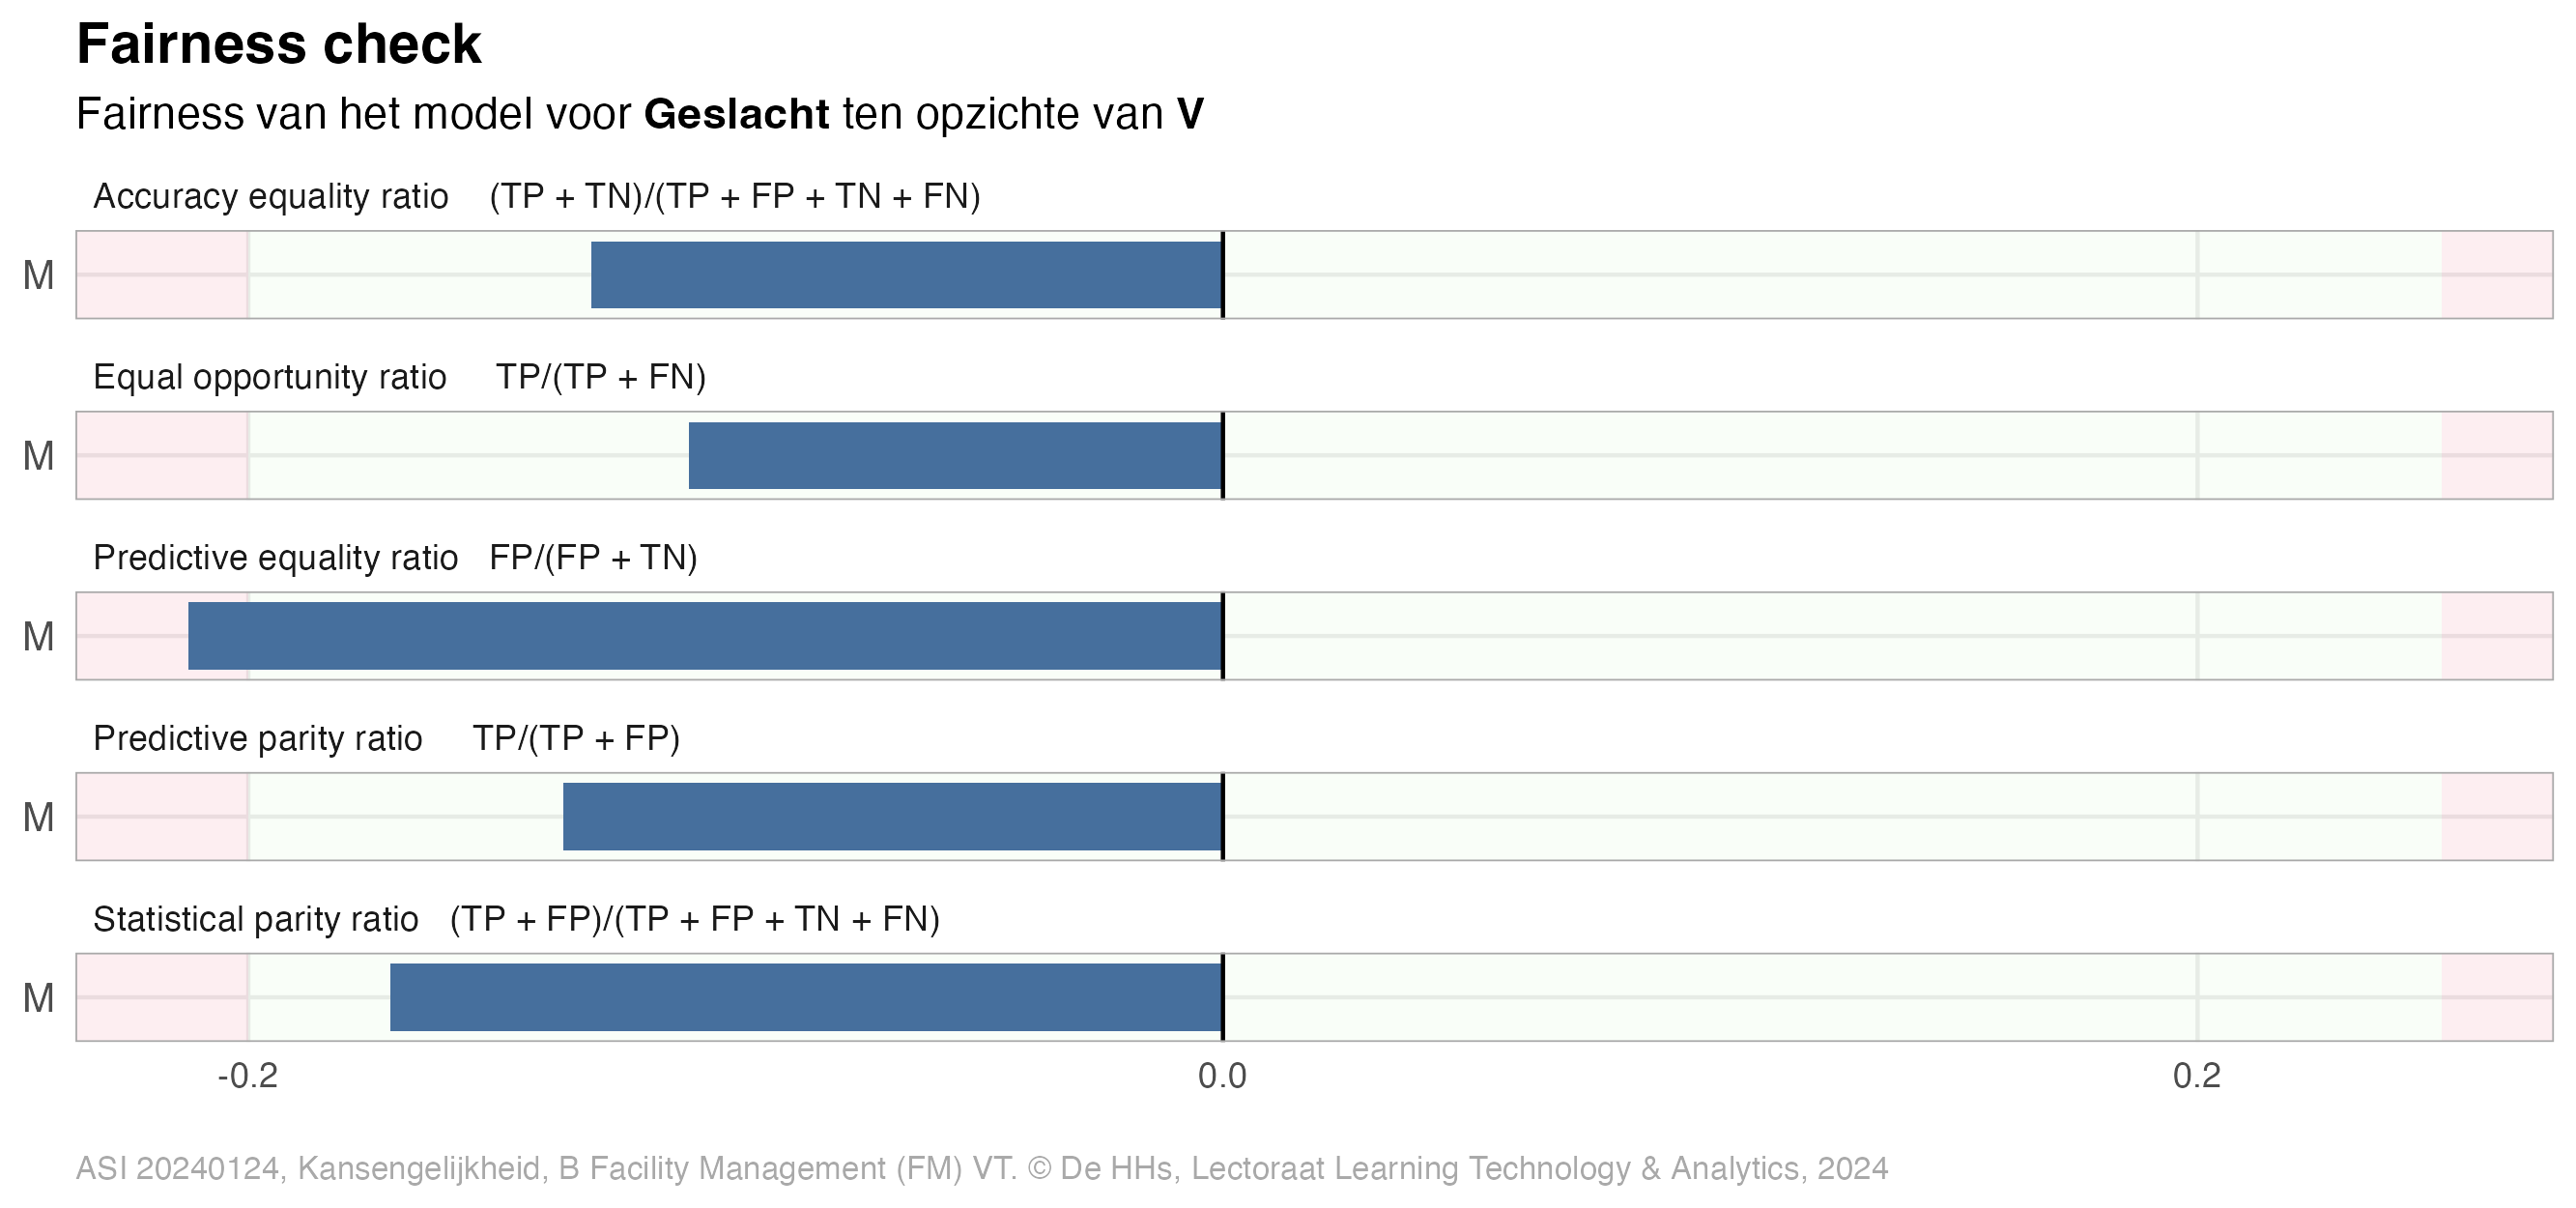 Fairness check
Fairness van het model voor Geslacht ten opzichte van V
Accuracy equality ratio (TP + TN)/(TP + FP + TN + FN)
M
Equal opportunity ratio TP/(TP + FN)
M
Predictive equality ratio FP/(FP + TN)
M
Predictive parity ratio TP/(TP + FP)
M
Statistical parity ratio (TP + FP)/(TP + FP + TN + FN)
M
-0.2 0.0 0.2
ASI 20240124, Kansengelijkheid, B Facility Management (FM) VT. © De HHs, Lectoraat Learning Technology & Analytics, 2024